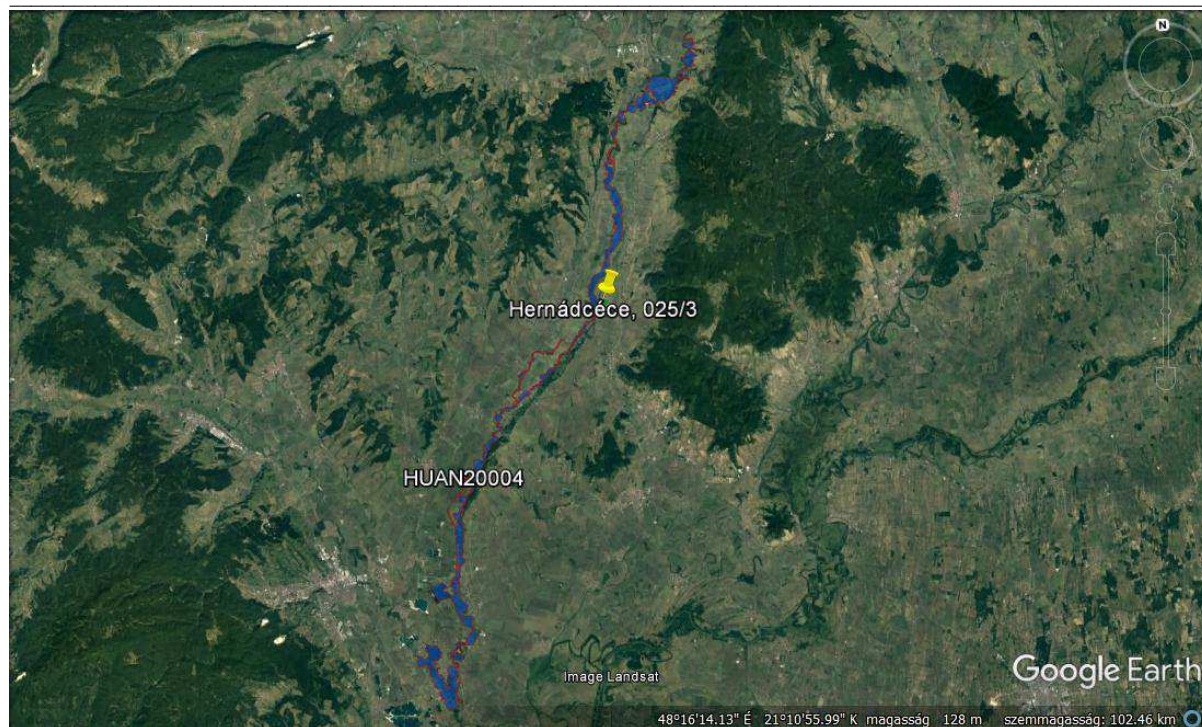 N
Hernádcéce, 025/3
HUAN20004
Image Landsat
Google Earth
48°16'14.13" É 21°10'55.99" K magasság 128 m szemmagasság: 102.46 km